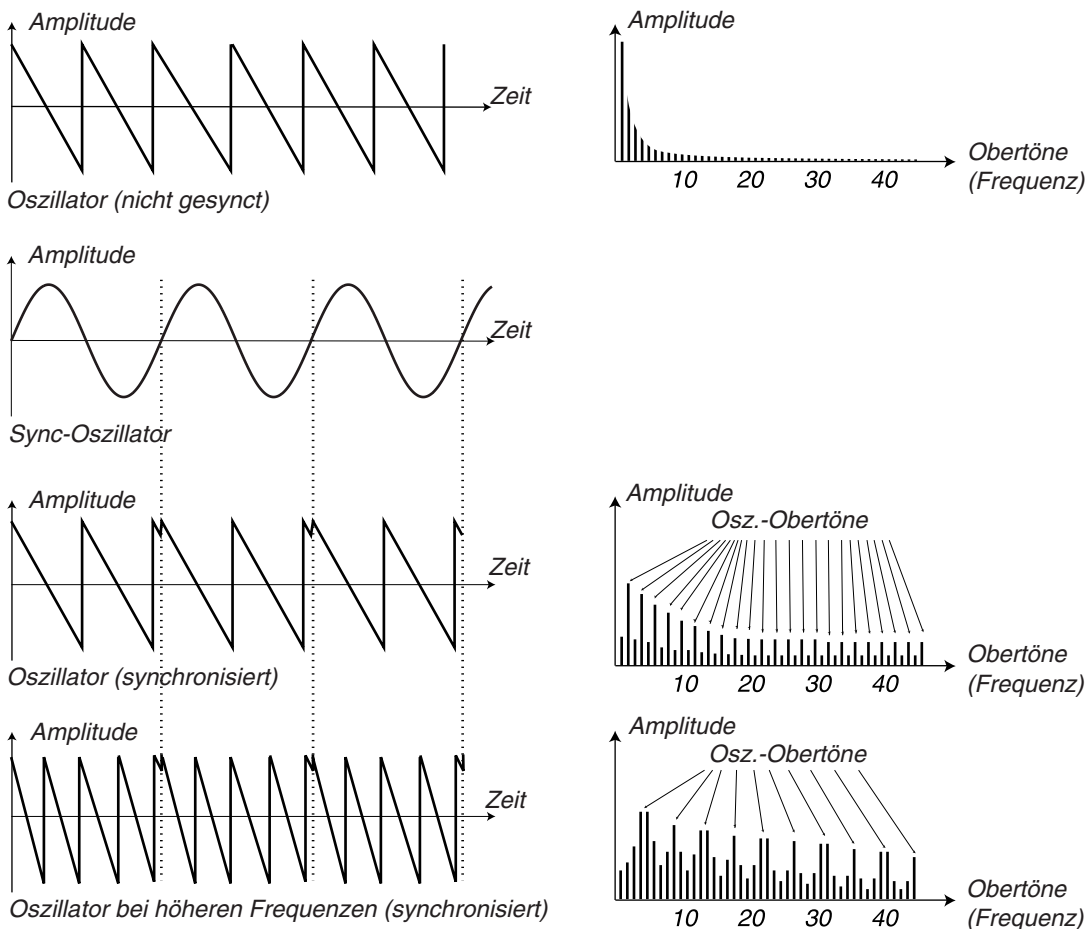 Amplitude
Zeit
Oszillator (nicht gesynct)
Amplitude
Obertöne
(Frequenz)
10 20 30 40
Amplitude
Zeit
Sync-Oszillator
Amplitude
Zeit
Oszillator (synchronisiert)
Amplitude
Osz.-Obertöne
Obertöne
(Frequenz)
10 20 30 40
Amplitude
Zeit
Oszillator bei höheren Frequenzen (synchronisiert)
Amplitude
Osz.-Obertöne
Obertöne
(Frequenz)
10 20 30 40